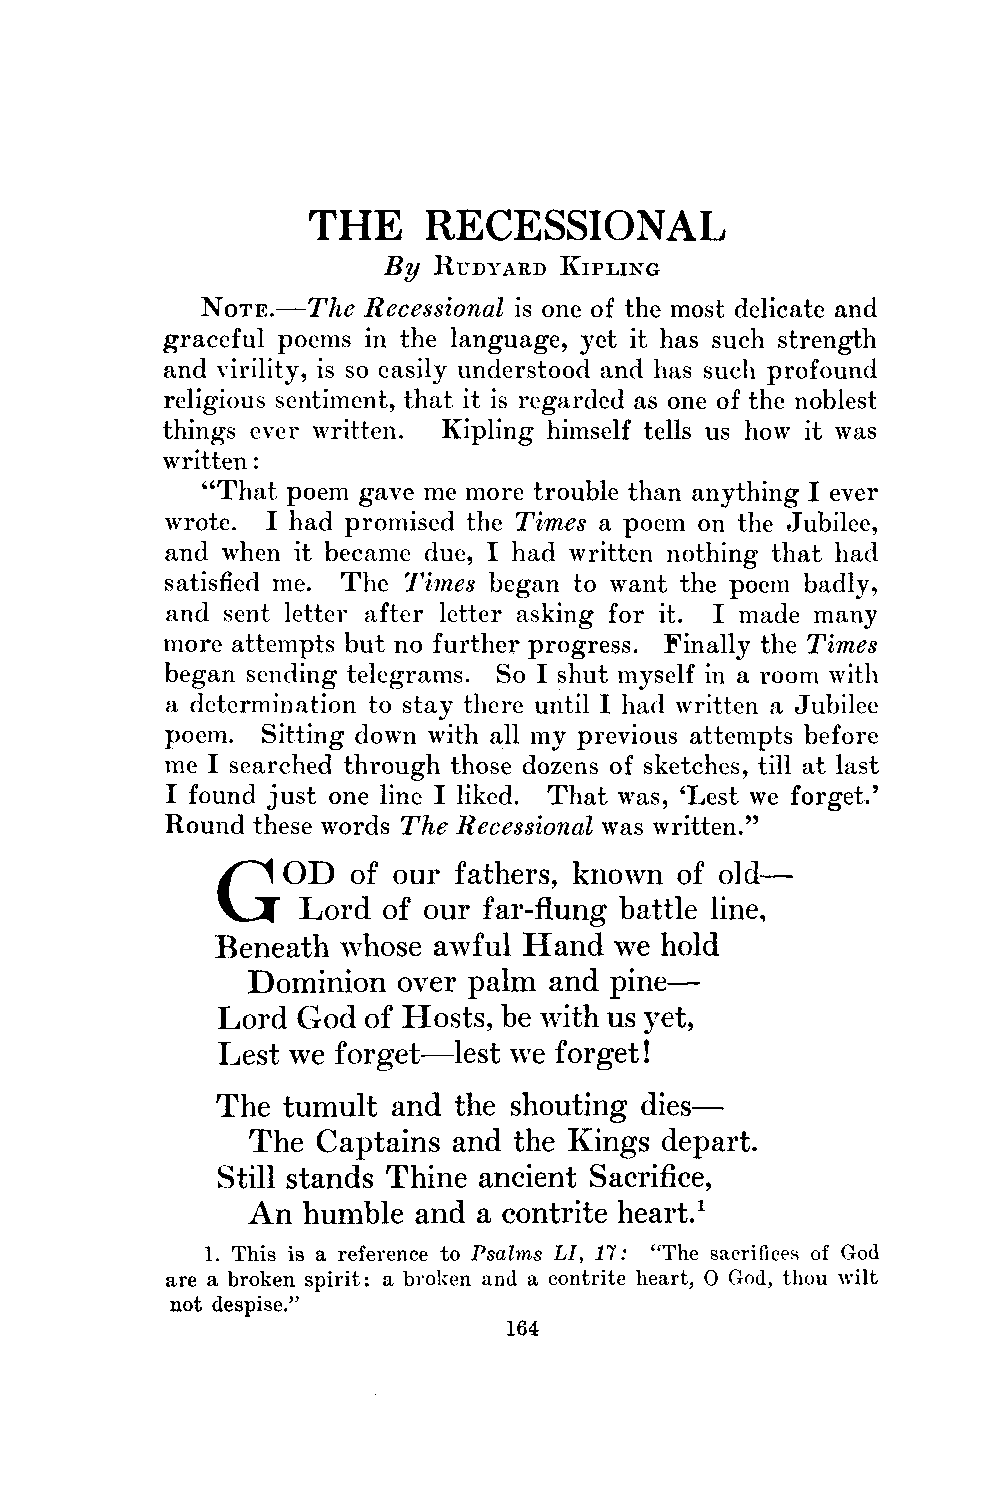 THE RECESSIONAL
By RUDYARD KIPLING
NOTE.—The Recessional is one of the most delicate and
graceful poems in the language, yet it has such strength
and virility, is so easily understood and has such profound
religious sentiment, that it is regarded as one of the noblest
things ever written. Kipling himself tells us how it was
written:
“That poem gave me more trouble than anything I ever
wrote. I had promised the Times a poem on the Jubilee,
and when it became due, I had written nothing that had
satisfied me. The Times began to want the poem badly,
and sent letter after letter asking for it. I made many
more attempts but no further progress. Finally the Times
began sending telegrams. So I shut myself in a room with
a determination to stay there until I had written a Jubilee
poem. Sitting down with all my previous attempts before
me I searched through those dozens of sketches, till at last
I found just one line I liked. That was, ‘Lest we forget.’
Round these words The Recessional was written.”
GOD of our fathers, known of old—
Lord of our far-flung battle line,
Beneath whose awful Hand we hold
Dominion over palm and pine—
Lord God of Hosts, be with us yet,
Lest we forget—lest we forget!
The tumult and the shouting dies—
The Captains and the Kings depart.
Still stands Thine ancient Sacrifice,
An humble and a contrite heart.¹
1. This is a reference to Psalms LI, 17: “The sacrifices of God
are a broken spirit: a broken and a contrite heart, O God, thou wilt
not despise.”
164